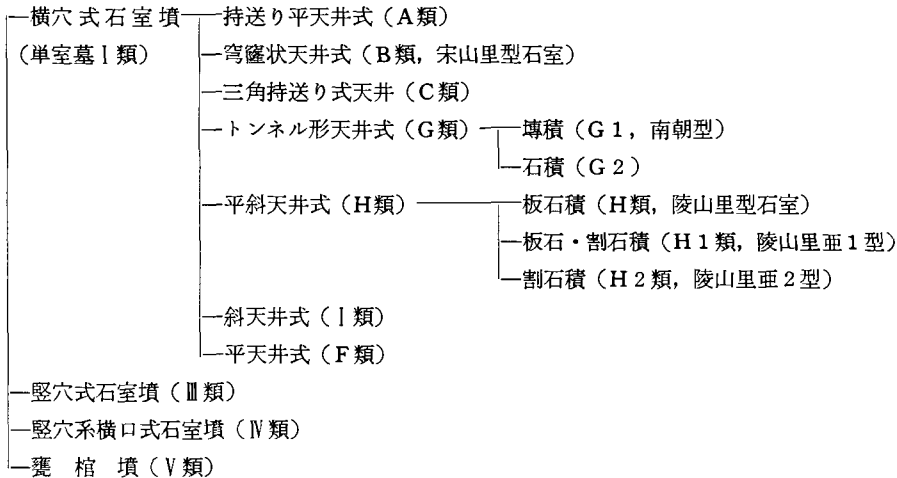 横穴式石室墳 持送り平天井式（A類）
（単室墓Ⅰ類） 穹窿状天井式（B類，宋山里型石室）
三角持送り式天井（C類）
トンネル形天井式（G類） 塼積（G1，南朝型）
石積（G2）
平斜天井式（H類） 板石積（H類，陵山里型石室）
板石・割石積（H1類，陵山里亜1型）
割石積（H2類，陵山里亜2型）
斜天井式（Ⅰ類）
平天井式（F類）
竪穴式石室墳（Ⅲ類）
竪穴系横口式石室墳（Ⅳ類）
甕棺墳（Ⅴ類）